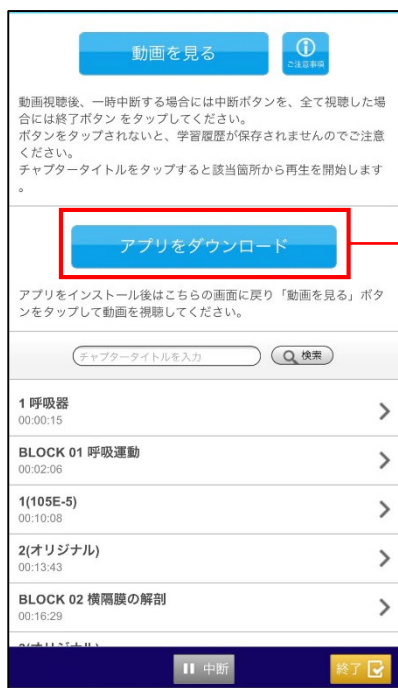 動画を見る
ご注意事項
動画視聴後、一時中断する場合には中断ボタンを、全て視聴した場
合には終了ボタン をタップしてください。
ボタンをタップされないと、学習履歴が保存されませんのでご注意
ください。
チャプタータイトルをタップすると該当箇所から再生を開始します
。
アプリをダウンロード
アプリをインストール後はこちらの画面に戻り「動画を見る」ボタ
ンをタップして動画を視聴してください。
チャプタータイトルを入力 検索
1 呼吸器
00:00:15
BLOCK 01 呼吸運動
00:02:06
1(105E-5)
00:10:08
2(オリジナル)
00:13:43
BLOCK 02 横隔膜の解剖
00:16:29
中断 終了